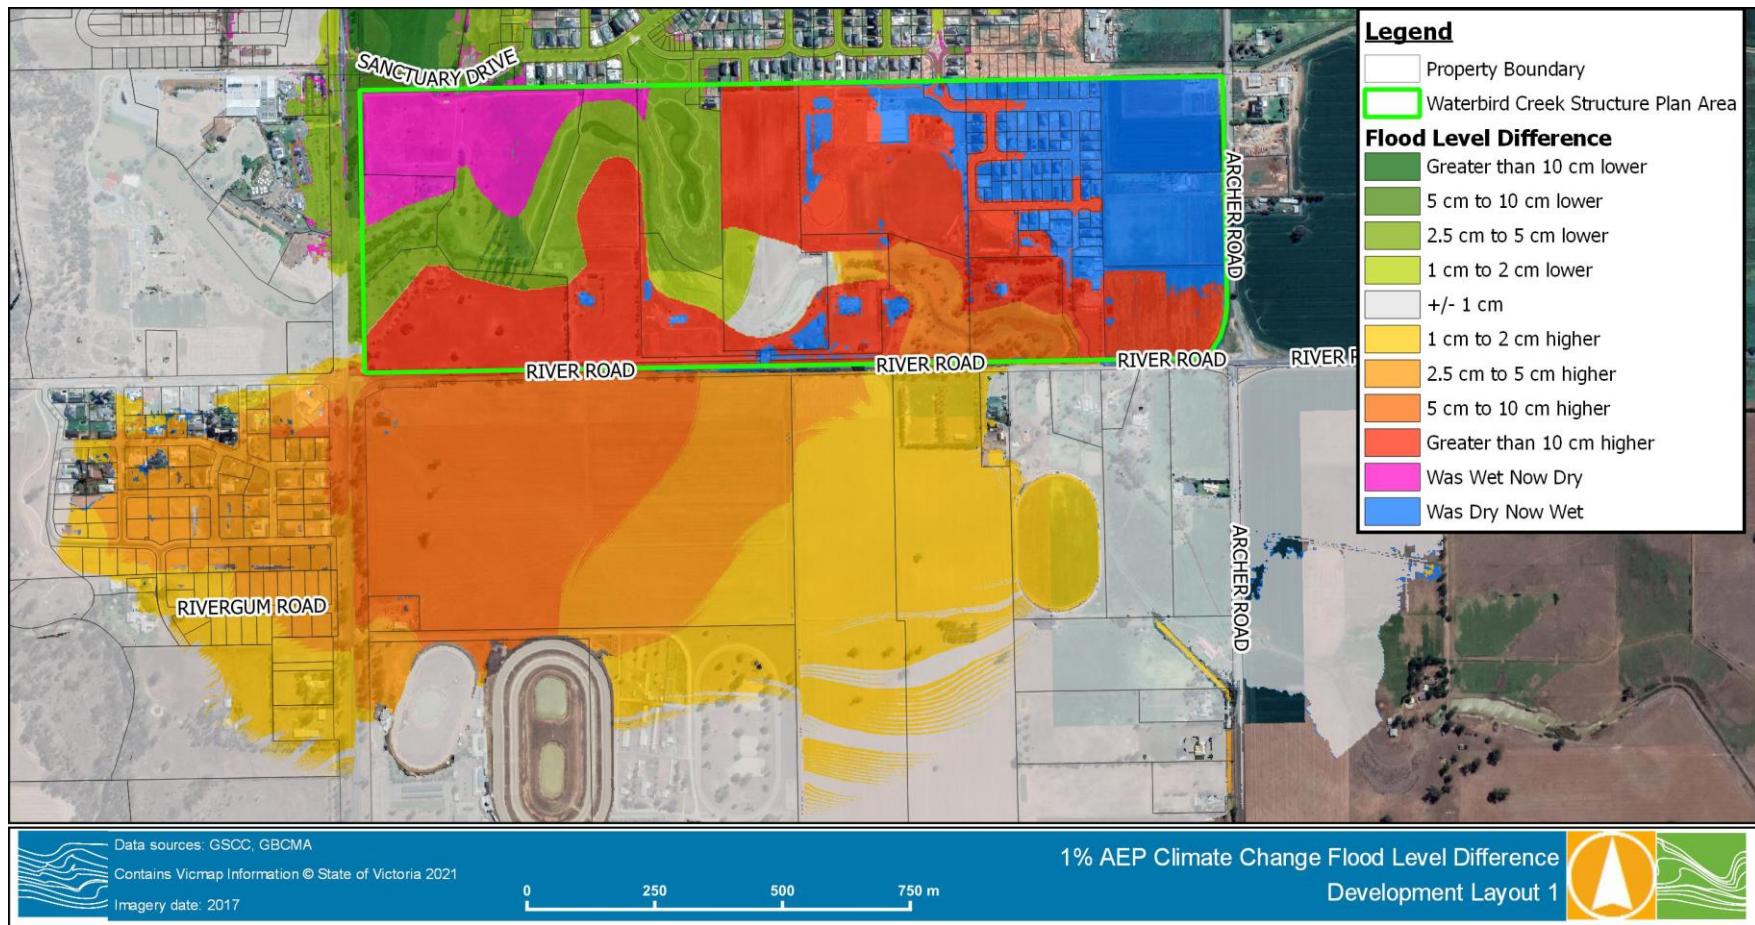 SANCTUARY DRIVE
ARCHER ROAD
RIVER ROAD
RIVER ROAD
RIVER ROAD
RIVER R
ARCHER ROAD
RIVERGUM ROAD
Legend
Property Boundary
Waterbird Creek Structure Plan Area
Flood Level Difference
Greater than 10 cm lower
5 cm to 10 cm lower
2.5 cm to 5 cm lower
1 cm to 2 cm lower
+/- 1 cm
1 cm to 2 cm higher
2.5 cm to 5 cm higher
5 cm to 10 cm higher
Greater than 10 cm higher
Was Wet Now Dry
Was Dry Now Wet
Data sources: GSCC, GBCMA
Contains Vicmap Information © State of Victoria 2021
Imagery date: 2017
0 250 500 750 m
1% AEP Climate Change Flood Level Difference
Development Layout 1